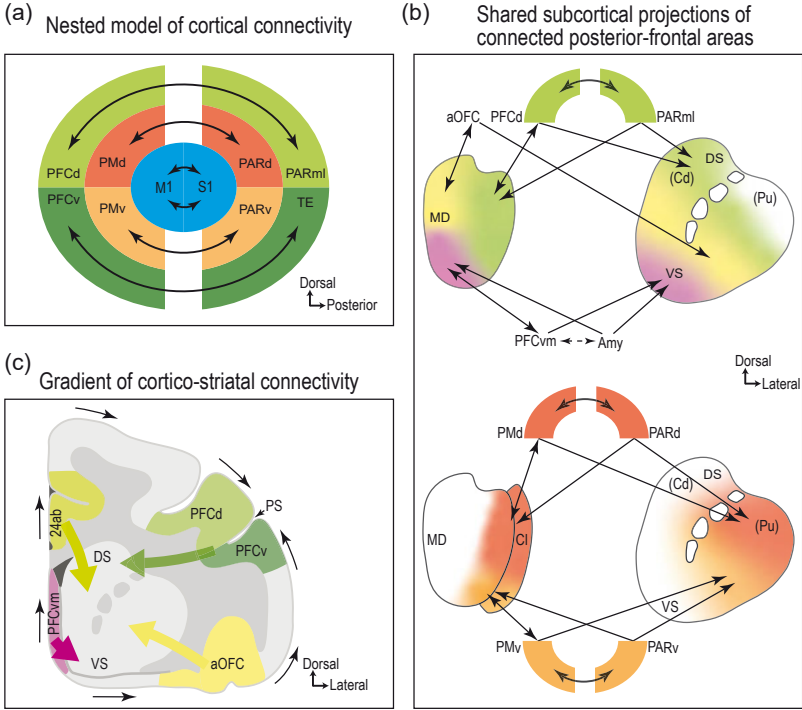 (a)
Nested model of cortical connectivity
PFCd
PFCv
PMd
PMv
M1
S1
PARd
PARv
PARml
TE
Dorsal
Posterior
(b)
Shared subcortical projections of
connected posterior-frontal areas
aOFC
PFCd
PARml
MD
DS
(Cd)
(Pu)
VS
PFCvm
Amy
Dorsal
Lateral
PMd
PARd
MD
Cl
DS
(Cd)
(Pu)
VS
PMv
PARv
(c)
Gradient of cortico-striatal connectivity
24ab
PFCd
PS
PFCv
DS
PFCvm
VS
aOFC
Dorsal
Lateral